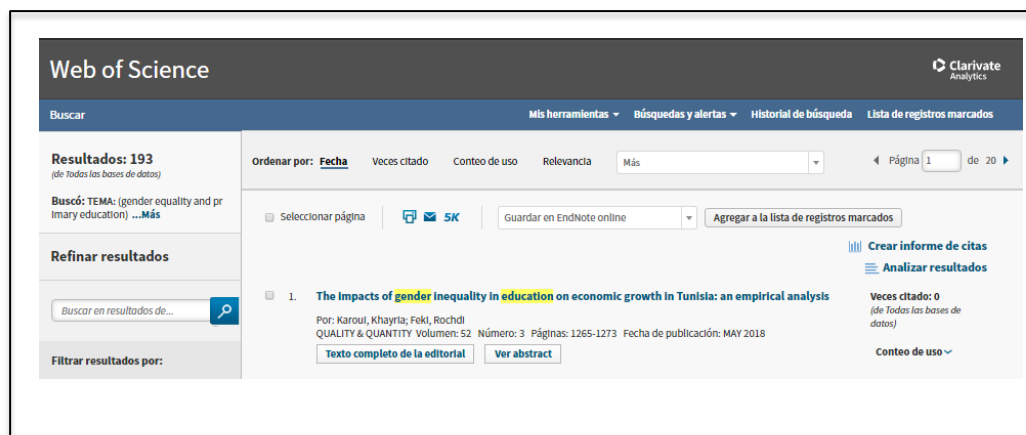 Web of Science
Clarivate
Analytics
Buscar
Mis herramientas
Búsquedas y alertas
Historial de búsqueda
Lista de registros marcados
Resultados: 193
(de Todas las bases de datos)
Buscó: TEMA: (gender equality and pr
imary education) ...Más
Ordenar por: Fecha
Veces citado
Conteo de uso
Relevancia
Más
Página 1 de 20
Seleccionar página
5K
Guardar en EndNote online
Agregar a la lista de registros marcados
Crear informe de citas
Analizar resultados
Refinar resultados
Buscar en resultados de...
Filtrar resultados por:
1. The impacts of gender inequality in education on economic growth in Tunisia: an empirical analysis
Por: Karoui, Khayria; Feki, Rochdi
QUALITY & QUANTITY Volumen: 52 Número: 3 Páginas: 1265-1273 Fecha de publicación: MAY 2018
Texto completo de la editorial
Ver abstract
Veces citado: 0
(de Todas las bases de
datos)
Conteo de uso